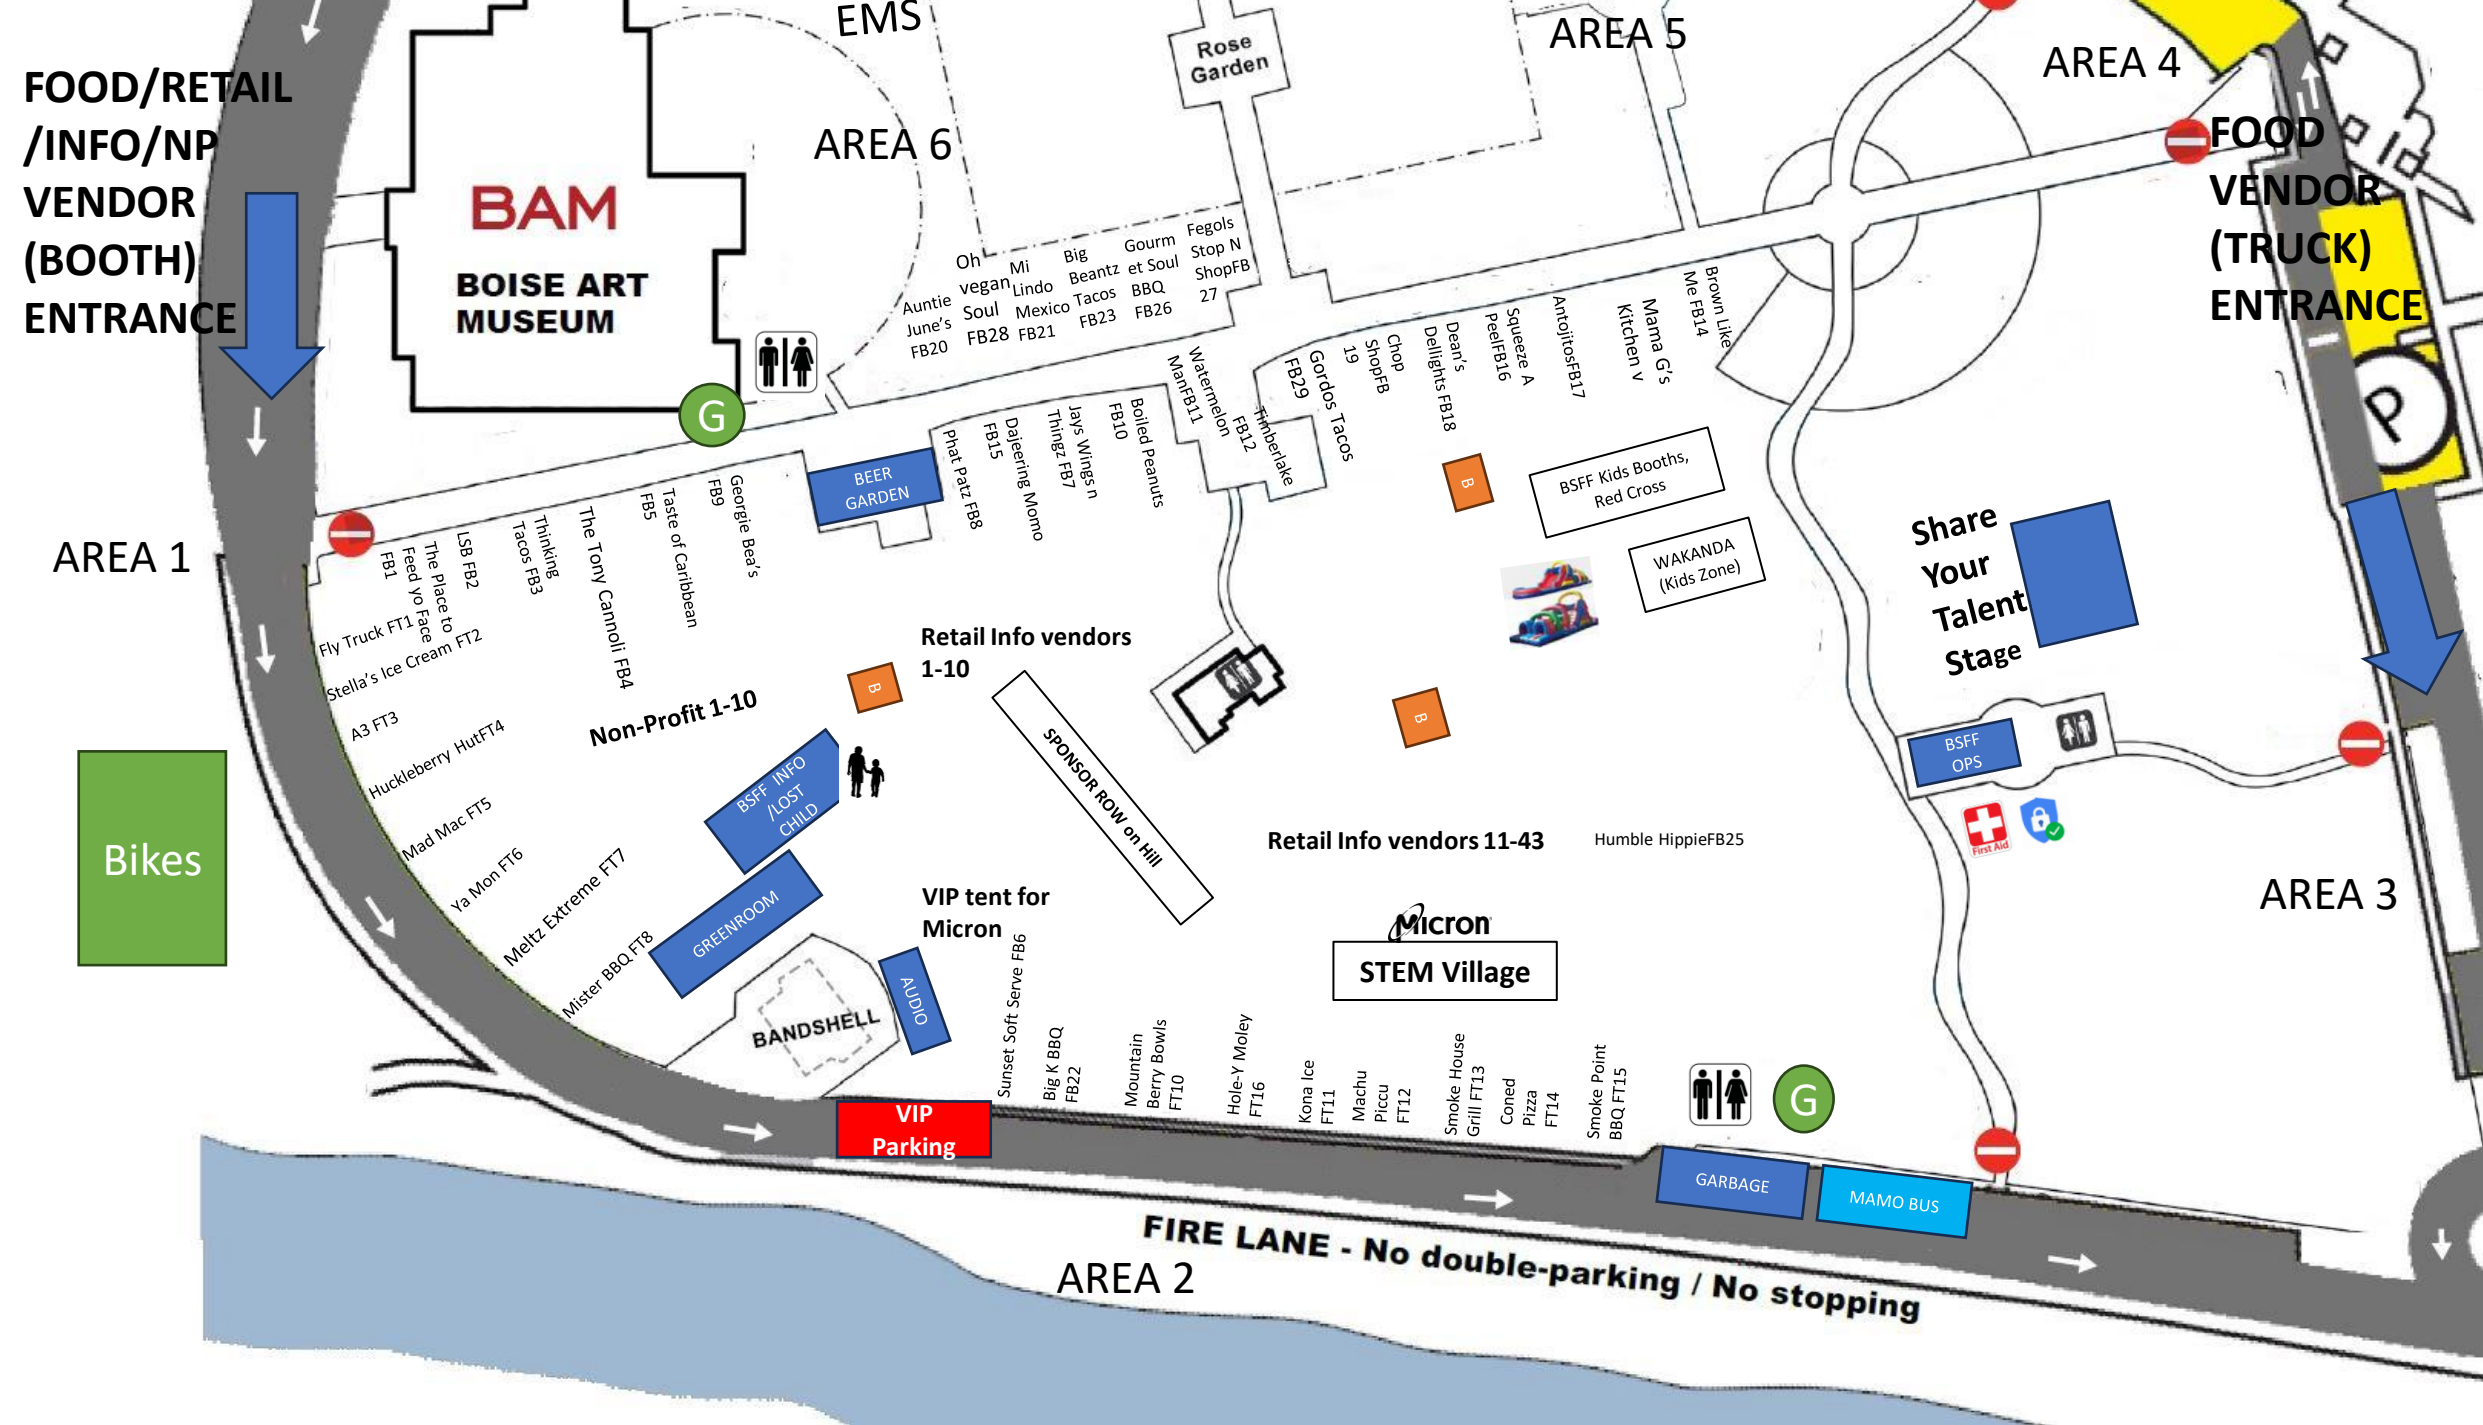 EMS
AREA 6
Rose
Garden
AREA 5
AREA 4
FOOD/RETAIL
/INFO/NP
VENDOR
(BOOTH)
ENTRANCE
FOOD
VENDOR
(TRUCK)
ENTRANCE
BAM
BOISE ART
MUSEUM
G
P
Auntie
June's
FB20
Oh
vegan
Soul
FB28
Mi
Lindo
Mexico
FB21
Big
Beantz
Tacos
FB23
Gourm
et Soul
BBQ
FB26
Fegols
Stop N
ShopFB
27
Watermelon
ManFB11
Timberlake
FB12
Gordos Tacos
FB29
Chop
ShopFB
19
Dean's
Dellights FB18
Squeeze A
PeelFB16
AntojitosFB17
Mama G's
Kitchen v
Brown Like
Me FB14
BEER
GARDEN
Phat Patz FB8
Dajeering Momo
FB15
Jays Wings n
Thingz FB7
Boiled Peanuts
FB10
B
BSFF Kids Booths,
Red Cross
WAKANDA
(Kids Zone)
Share
Your
Talent
Stage
AREA 1
The Place to
Feed yo Face
FB1
LSB FB2
Thinking
Tacos FB3
The Tony Cannoli FB4
Taste of Caribbean
FB5
Georgie Bea's
FB9
Fly Truck FT1
Stella's Ice Cream FT2
A3 FT3
Huckleberry HutFT4
Mad Mac FT5
Ya Mon FT6
Meltz Extreme FT7
Mister BBQ FT8
Non-Profit 1-10
B
Retail Info vendors
1-10
SPONSOR ROW on Hill
B
BSFF INFO
/LOST
CHILD
GREENROOM
BSFF
OPS
First Aid
Bikes
Retail Info vendors 11-43
Humble HippieFB25
VIP tent for
Micron
AREA 3
Micron
STEM Village
BANDSHELL
AUDIO
Sunset Soft Serve FB6
Big K BBQ
FB22
Mountain
Berry Bowls
FT10
Hole-Y Moley
FT16
Kona Ice
FT11
Machu
Piccu
FT12
Smoke House
Grill FT13
Coned
Pizza
FT14
Smoke Point
BBQ FT15
G
VIP
Parking
GARBAGE
MAMO BUS
FIRE LANE - No double-parking / No stopping
AREA 2